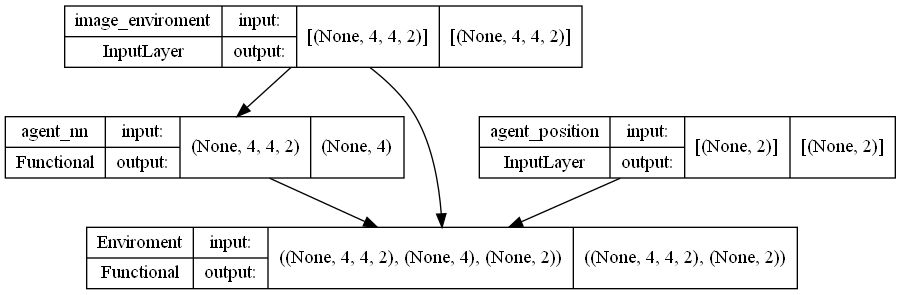 image_enviroment input: [(None, 4, 4, 2)] [(None, 4, 4, 2)]
InputLayer output:
agent_nn input: (None, 4, 4, 2) (None, 4)
Functional output:
agent_position input: [(None, 2)] [(None, 2)]
InputLayer output:
Enviroment input: ((None, 4, 4, 2), (None, 4), (None, 2)) ((None, 4, 4, 2), (None, 2))
Functional output: